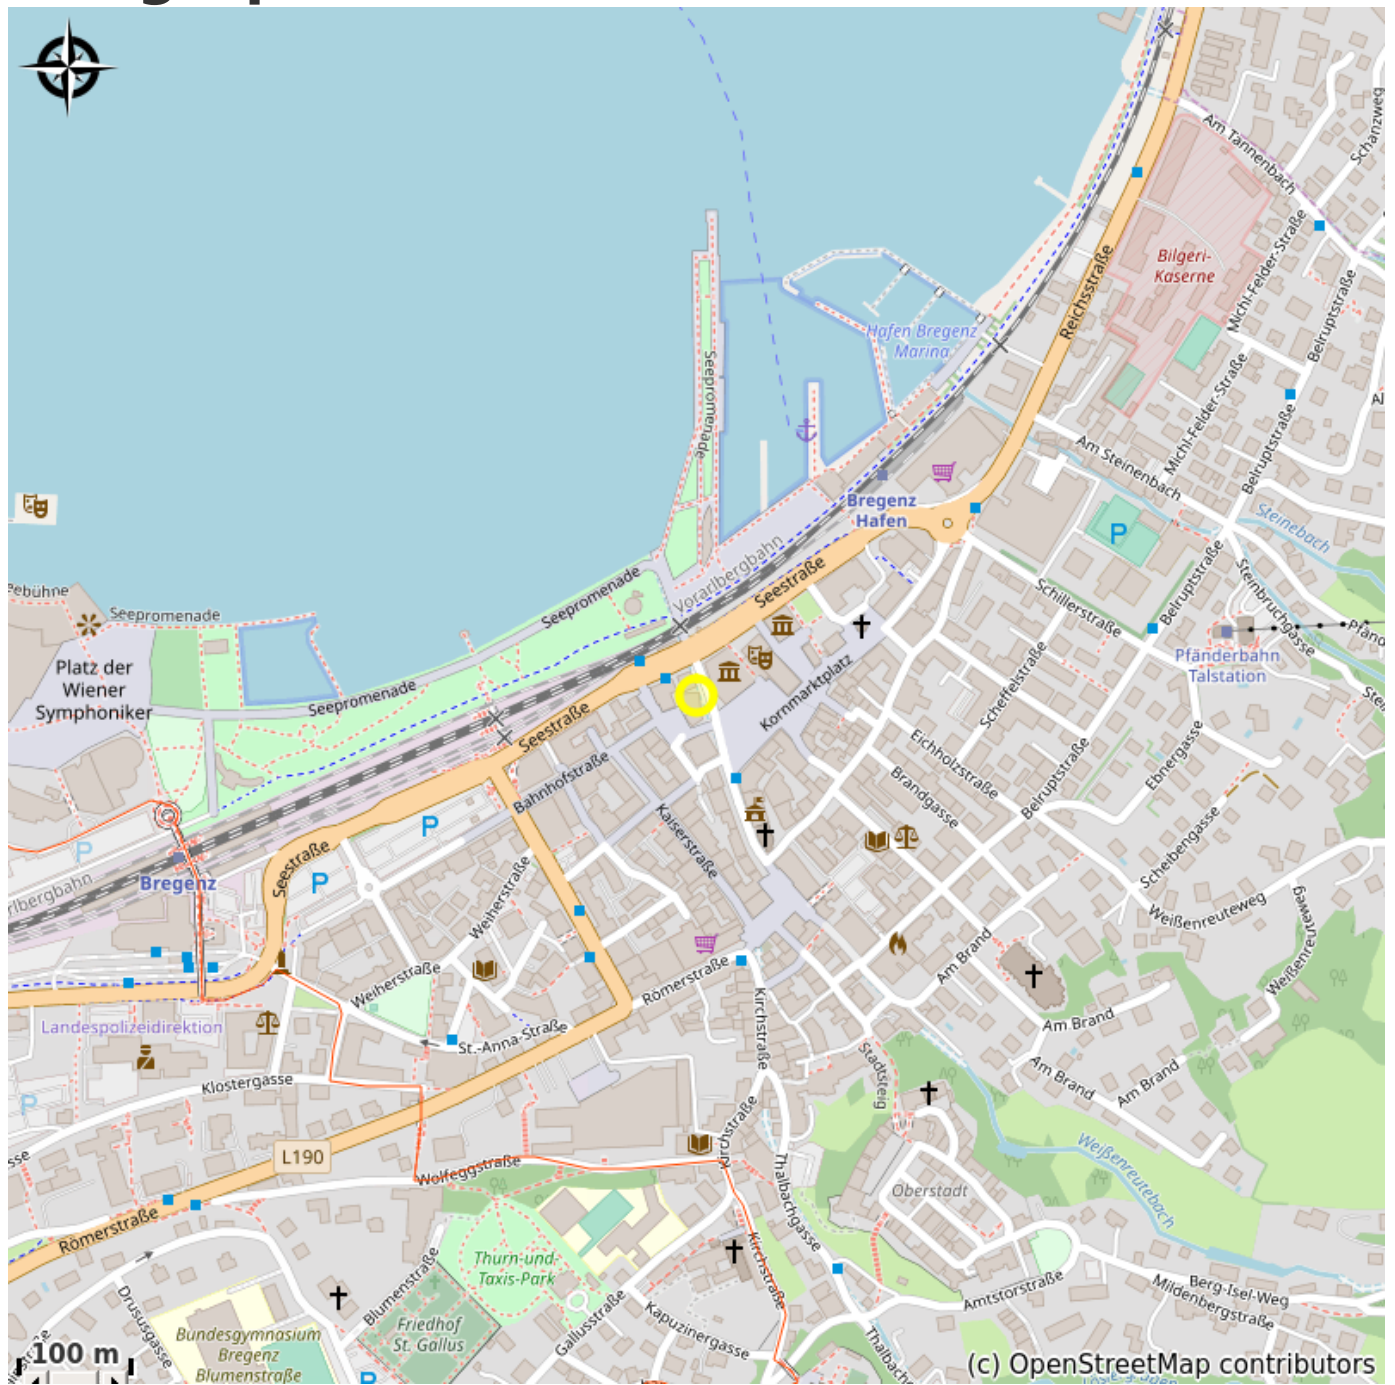 Am Tannenbach
Schanzweg
Bilgeri-
Kaserne
Michl-Felder-Straße
Belruptstraße
Reichsstraße
Hafen Bregenz
Marina
Seepromenade
Michl-Felder-Straße
Belruptstraße
Am Steinenbach
Bregenz
Hafen
P
Steinebach
Vorarlbergbahn
Seestraße
Seepromenade
Seepromenade
Schillerstraße
Belruptstraße
Steinbruchgasse
Platz der
Wiener
Symphoniker
Pfänderbahn
Talstation
Seepromenade
Kornmarktplatz
Scheffelstraße
Seestraße
Bahnhofstraße
Eichholzstraße
Ebnergasse
Brandgasse
Belruptstraße
P
Kaiserstraße
P
Scheibengasse
Seestraße
P
Bregenz
Weiherstraße
Weißenreuteweg
Weißenreuteweg
Am Brand
Weiherstraße
Römerstraße
Kirchstraße
Landespolizeidirektion
St.-Anna-Straße
Am Brand
Stadtsteig
Am Brand
Am Brand
Klostergasse
P
Kirchstraße
Weißenreutebach
L190
Wolfeggstraße
Thalbachgasse
Oberstadt
Römerstraße
Thurn-und-
Taxis-Park
Kirchstraße
Blumenstraße
Drususgasse
Amtstorstraße
Berg-Isel-Weg
Mildenbergstraße
Friedhof
St. Gallus
Gallusstraße
Kapuzinergasse
Bundesgymnasium
Bregenz
Blumenstraße
P
100 m
(c) OpenStreetMap contributors